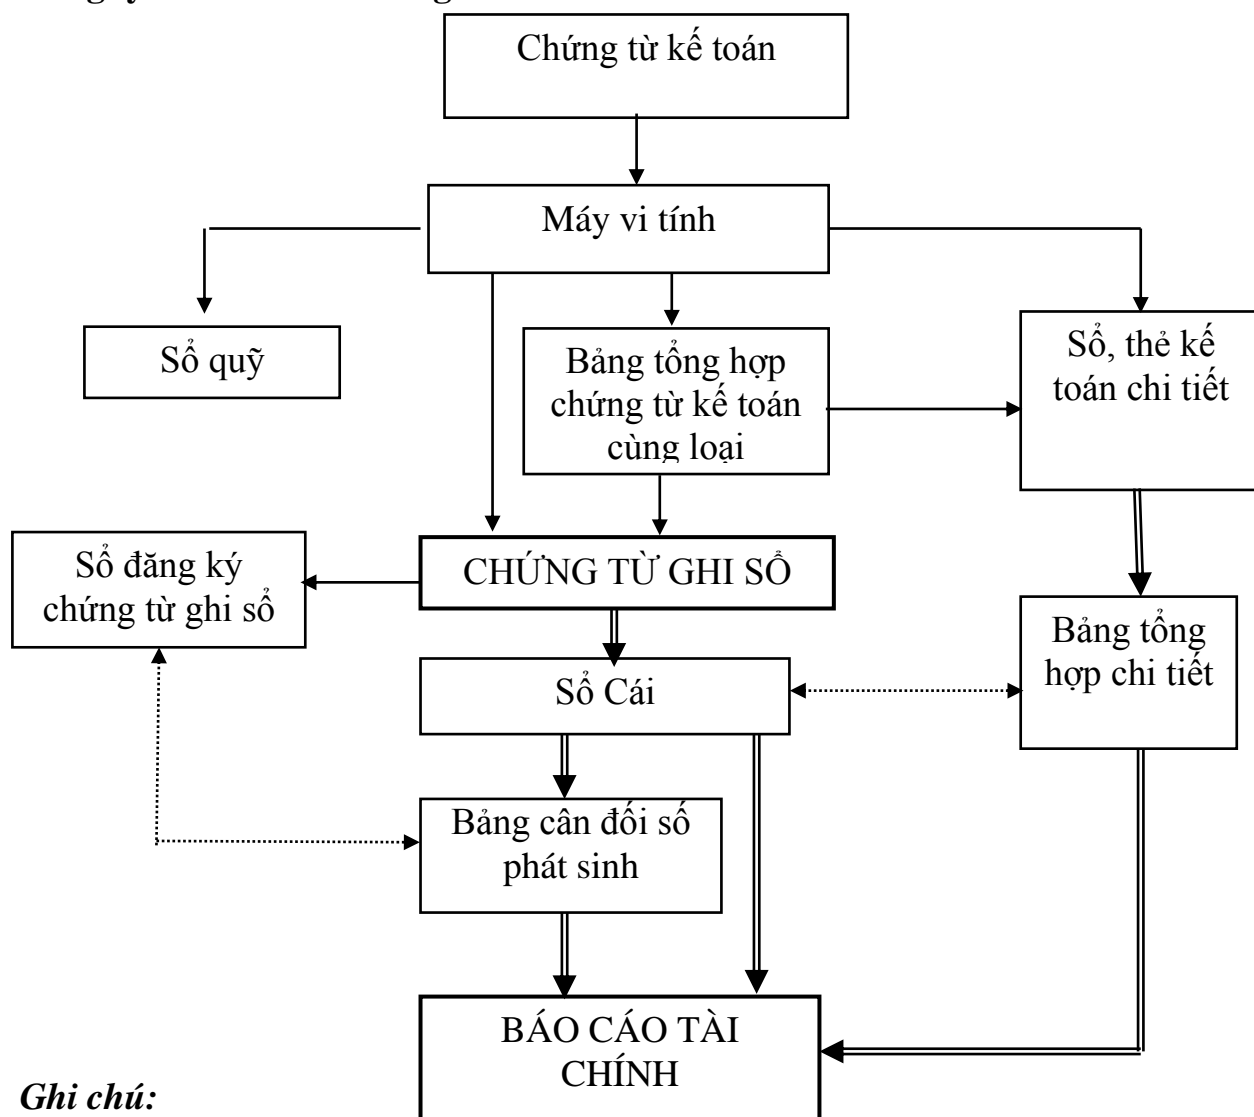 Chứng từ kế toán
Máy vi tính
Sổ quỹ
Bảng tổng hợp
chứng từ kế toán
cùng loại
Sổ, thẻ kế
toán chi tiết
Sổ đăng ký
chứng từ ghi sổ
CHỨNG TỪ GHI SỔ
Bảng tổng
hợp chi tiết
Sổ Cái
Bảng cân đối số
phát sinh
BÁO CÁO TÀI
CHÍNH
Ghi chú: